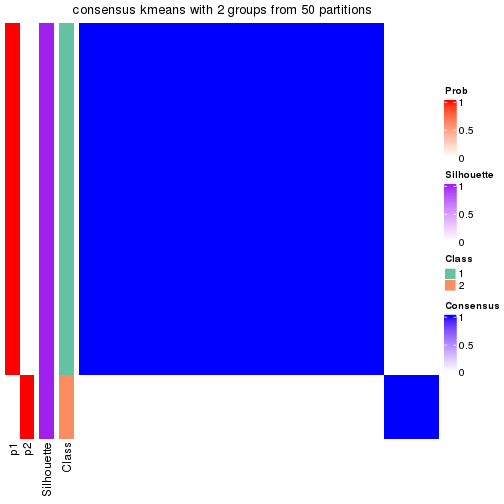 consensus kmeans with 2 groups from 50 partitions
Prob
1
0.5
0
Silhouette
1
0.5
0
Class
1
2
Consensus
1
0.5
0
p1
p2
Silhouette
Class